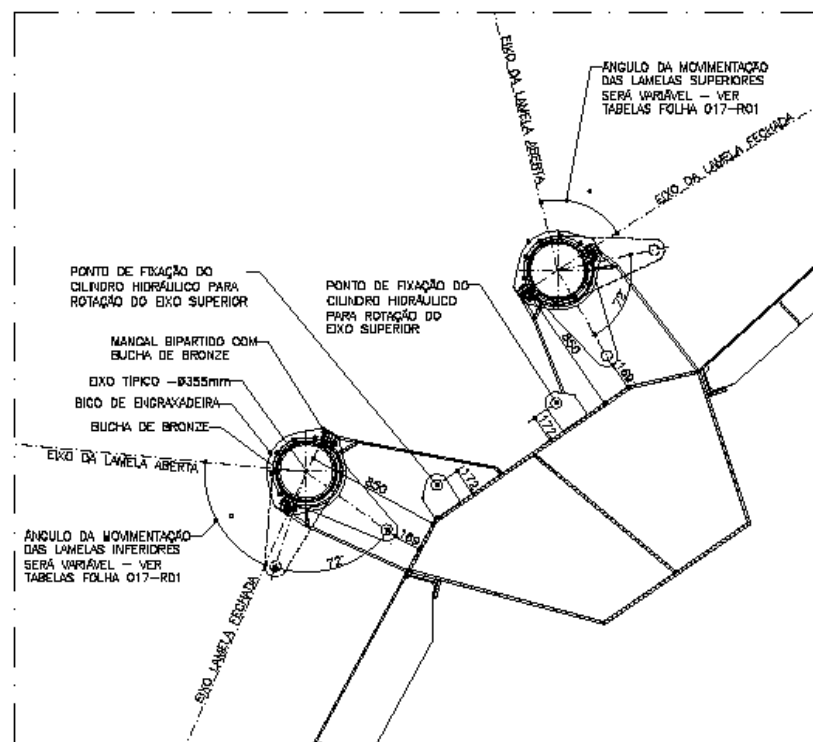 EIXO DA LAMELA ABERTA
ÂNGULO DA MOVIMENTAÇÃO
DAS LAMELAS SUPERIORES
SERÁ VARIÁVEL – VER
TABELAS FOLHA 017-R01
EIXO DA LAMELA FECHADA
PONTO DE FIXAÇÃO DO
CILINDRO HIDRÁULICO PARA
ROTAÇÃO DO EIXO SUPERIOR
PONTO DE FIXAÇÃO DO
CILINDRO HIDRÁULICO
PARA ROTAÇÃO DO
EIXO SUPERIOR
72°
850
169
172
MANCAL BIPARTIDO COM
BUCHA DE BRONZE
EIXO TÍPICO -Ø355mm
BICO DE ENGRAXADEIRA
BUCHA DE BRONZE
EIXO DA LAMELA ABERTA
850
172
169
72°
ÂNGULO DA MOVIMENTAÇÃO
DAS LAMELAS INFERIORES
SERÁ VARIÁVEL – VER
TABELAS FOLHA 017-R01
EIXO LAMELA FECHADA